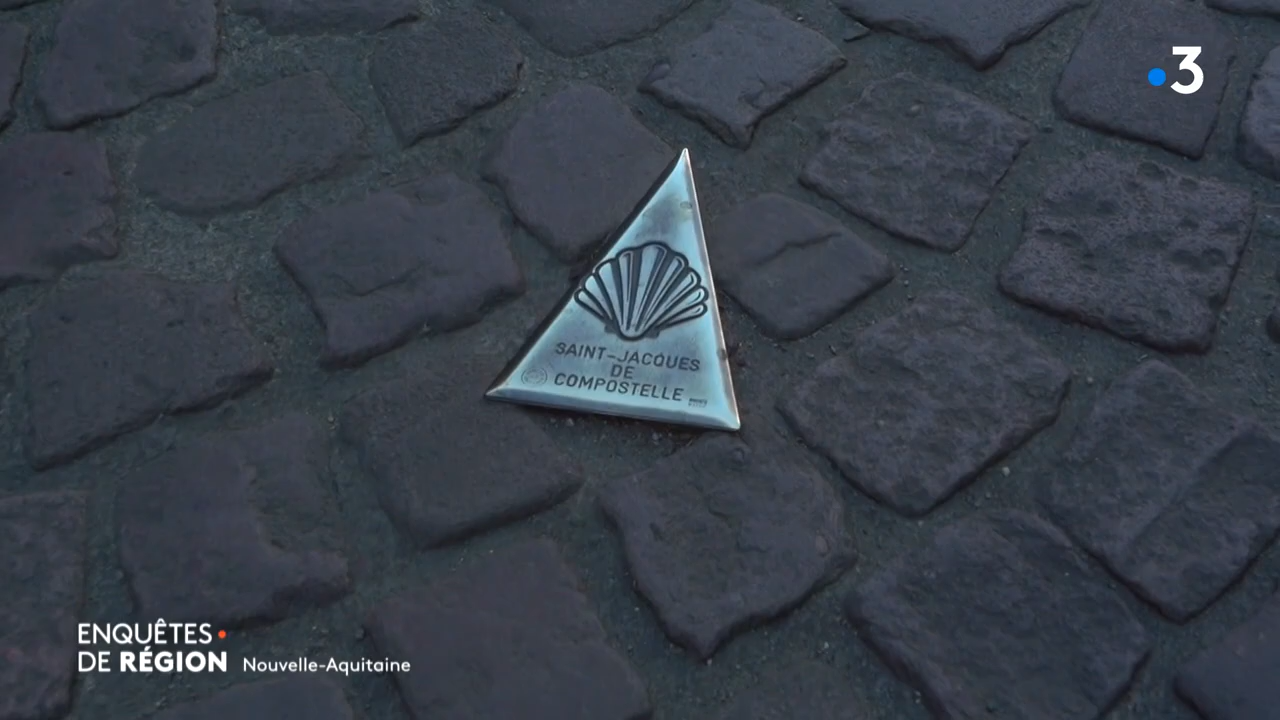 3
SAINT-JACQUES
DE
COMPOSTELLE
ENQUÊTES
DE RÉGION Nouvelle-Aquitaine